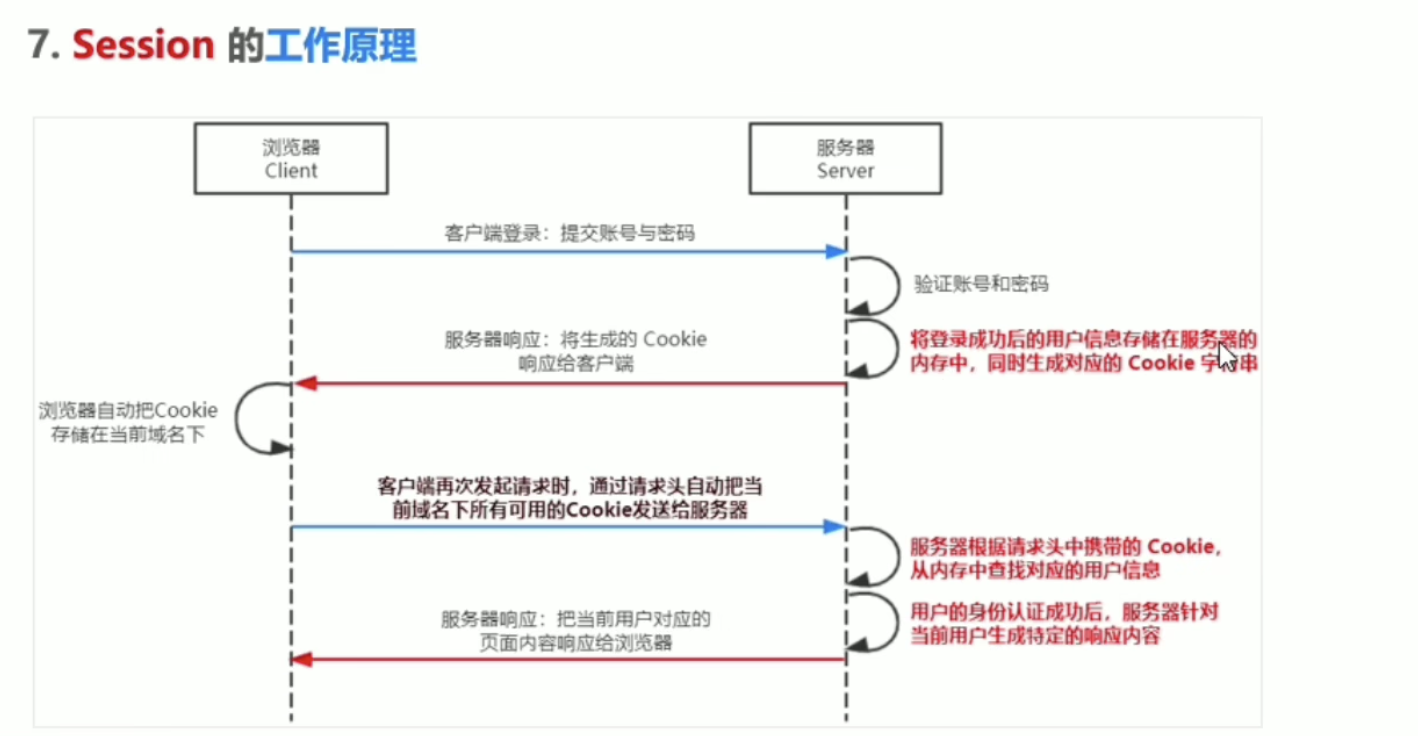 7. Session 的工作原理
浏览器
Client
服务器
Server
客户端登录：提交账号与密码
验证账号和密码
服务器响应：将生成的 Cookie
响应给客户端
将登录成功后的用户信息存储在服务器的
内存中，同时生成对应的 Cookie 字符串
浏览器自动把Cookie
存储在当前域名下
客户端再次发起请求时，通过请求头自动把当
前域名下所有可用的Cookie发送给服务器
服务器根据请求头中携带的 Cookie，
从内存中查找对应的用户信息
服务器响应：把当前用户对应的
页面内容响应给浏览器
用户的身份认证成功后，服务器针对
当前用户生成特定的响应内容